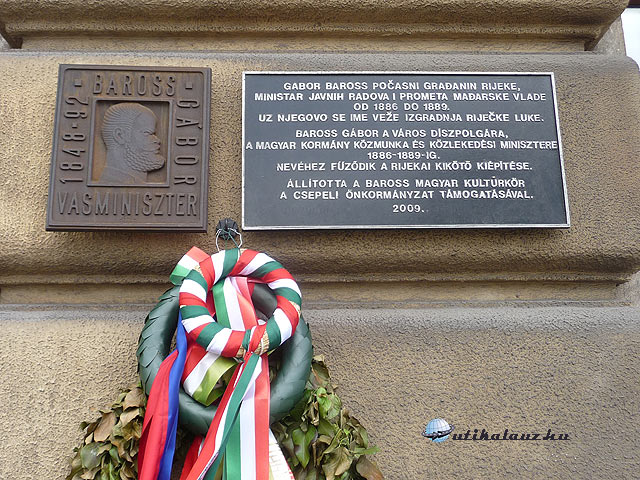 1848-92 · BAROSS · GÁBOR
VASMINISZTER
GABOR BAROSS POČASNI GRAĐANIN RIJEKE,
MINISTAR JAVNIH RADOVA I PROMETA MAĐARSKE VLADE
OD 1886 DO 1889.
UZ NJEGOVO SE IME VEŽE IZGRADNJA RIJEČKE LUKE.
BAROSS GÁBOR A VÁROS DÍSZPOLGÁRA,
A MAGYAR KORMÁNY KÖZMUNKA ÉS KÖZLEKEDÉSI MINISZTERE
1886-1889-IG.
NEVÉHEZ FŰZŐDIK A RIJEKAI KIKÖTŐ KIÉPÍTÉSE.
ÁLLÍTOTTA A BAROSS MAGYAR KULTÚRKÖR
A CSEPELI ÖNKORMÁNYZAT TÁMOGATÁSÁVAL.
2009.
utikalauz.hu